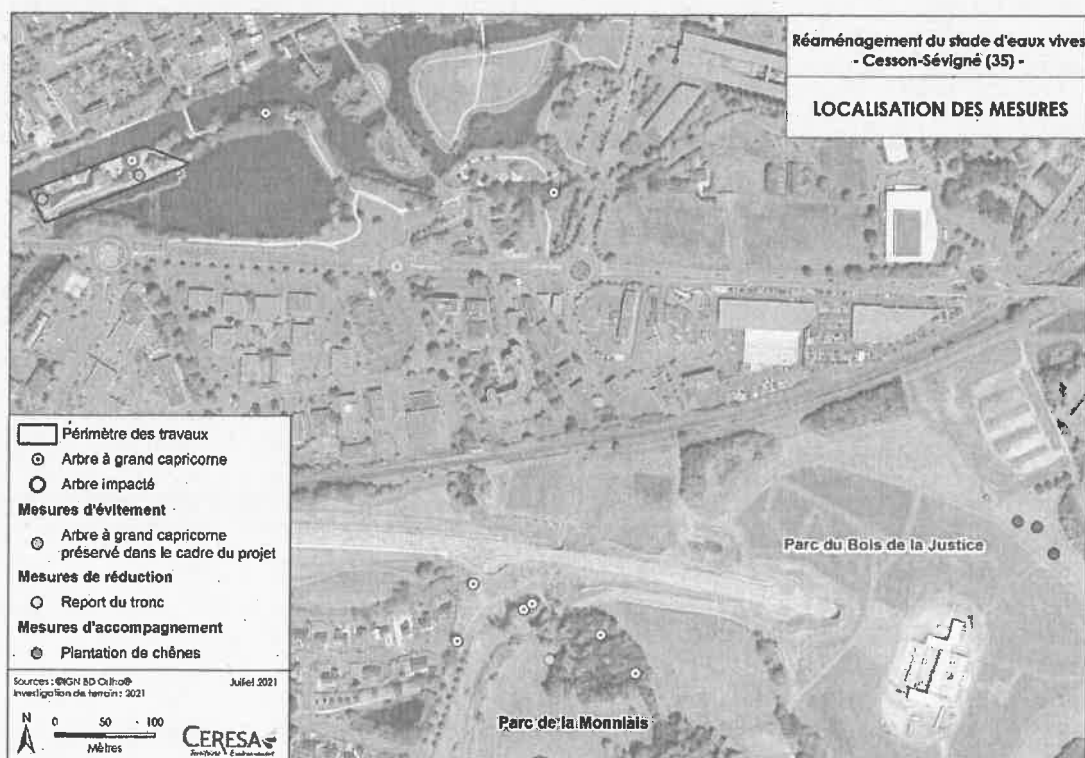 Réaménagement du stade d'eaux vives
- Cesson-Sévigné (35) -
LOCALISATION DES MESURES
Périmètre des travaux
Arbre à grand capricorne
Arbre impacté
Mesures d'évitement
Arbre à grand capricorne
préservé dans le cadre du projet
Mesures de réduction
Report du tronc
Mesures d'accompagnement
Plantation de chênes
Sources : ©IGN BD Ortho®
Investigation de terrain : 2021
Juillet 2021
N
0 50 100
Mètres
CERESA
Parc du Bois de la Justice
Parc de la Monniais